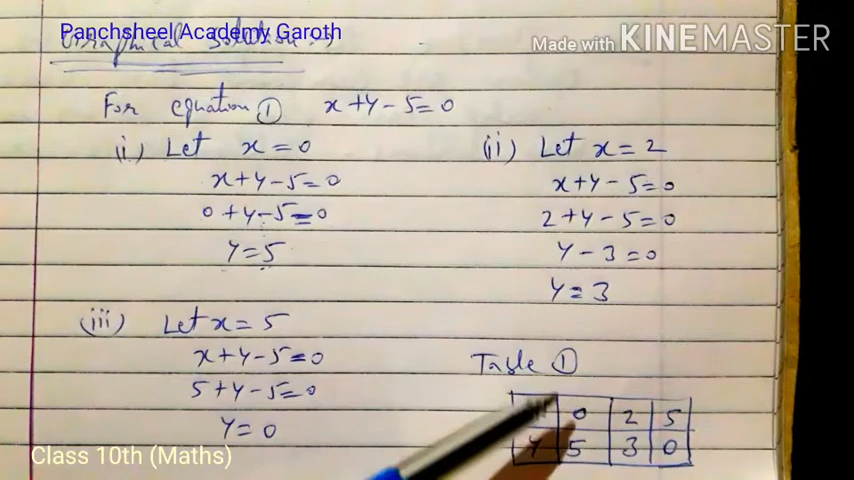 Panchsheel Academy Garoth
Graphical Solution :→
Made with KINEMASTER
For equation ① x+y-5=0
(i) Let x=0
x+y-5=0
0+y-5=0
y=5
(ii) Let x=2
x+y-5=0
2+y-5=0
y-3=0
y=3
(iii) Let x=5
x+y-5=0
5+y-5=0
y=0
Table ①
0 2 5
y 5 3 0
Class 10th (Maths)